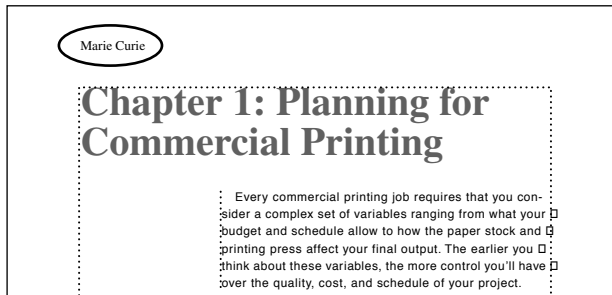 Marie Curie
Chapter 1: Planning for
Commercial Printing
Every commercial printing job requires that you con-
sider a complex set of variables ranging from what your
budget and schedule allow to how the paper stock and
printing press affect your final output. The earlier you
think about these variables, the more control you'll have
over the quality, cost, and schedule of your project.